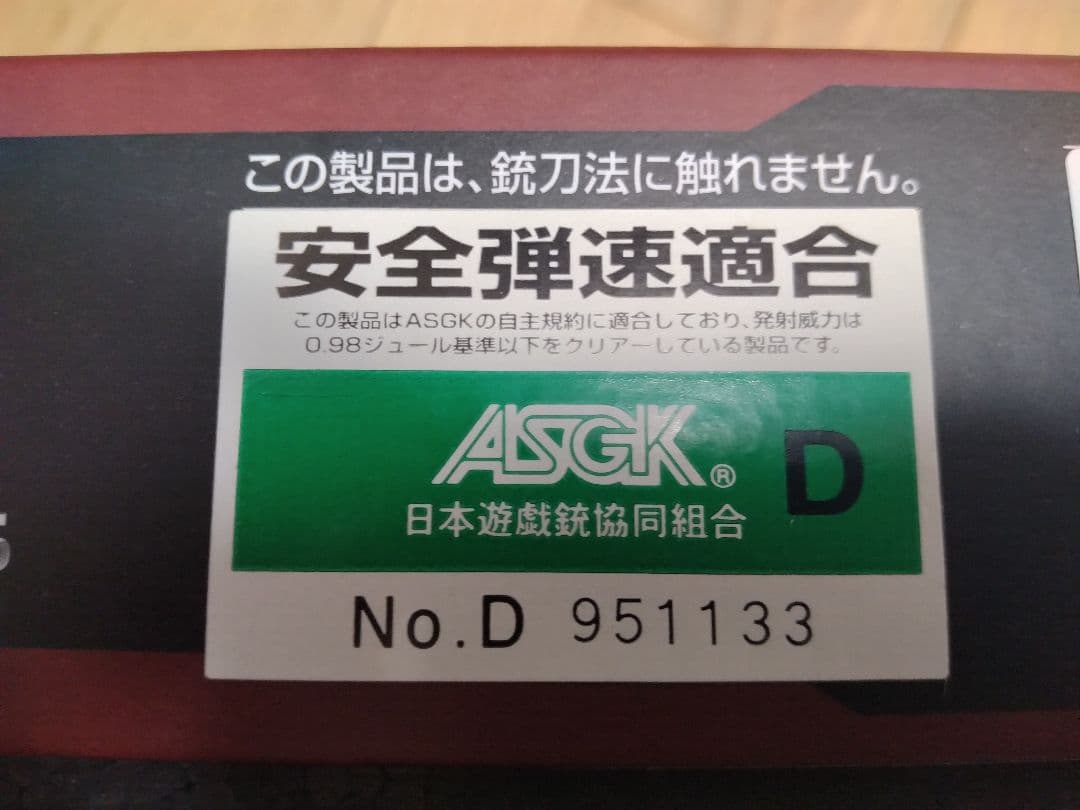 この製品は、銃刀法に触れません。
安全弾速適合
この製品はASGKの自主規約に適合しており、発射威力は
0.98ジュール基準以下をクリアーしている製品です。
ASGK® D
日本遊戯銃協同組合
No.D 951133